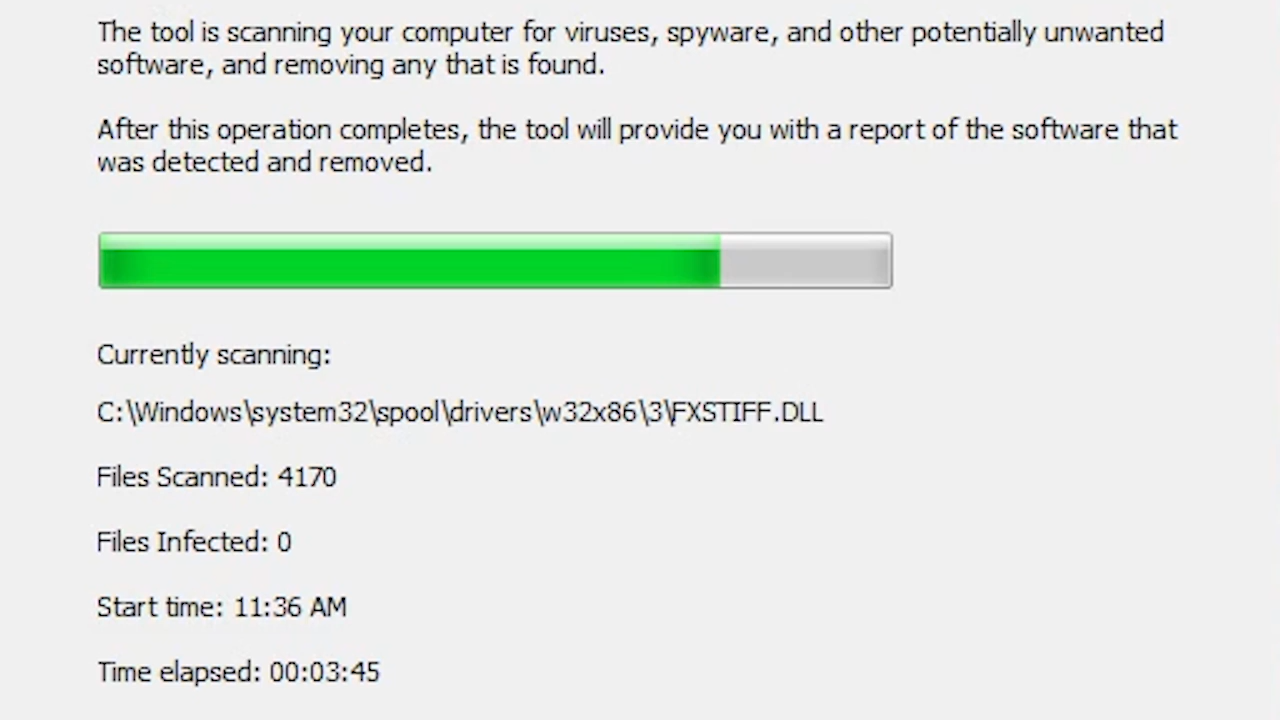 The tool is scanning your computer for viruses, spyware, and other potentially unwanted
software, and removing any that is found.
After this operation completes, the tool will provide you with a report of the software that
was detected and removed.
Currently scanning:
C:\Windows\system32\spool\drivers\w32x86\3\FXSTIFF.DLL
Files Scanned: 4170
Files Infected: 0
Start time: 11:36 AM
Time elapsed: 00:03:45